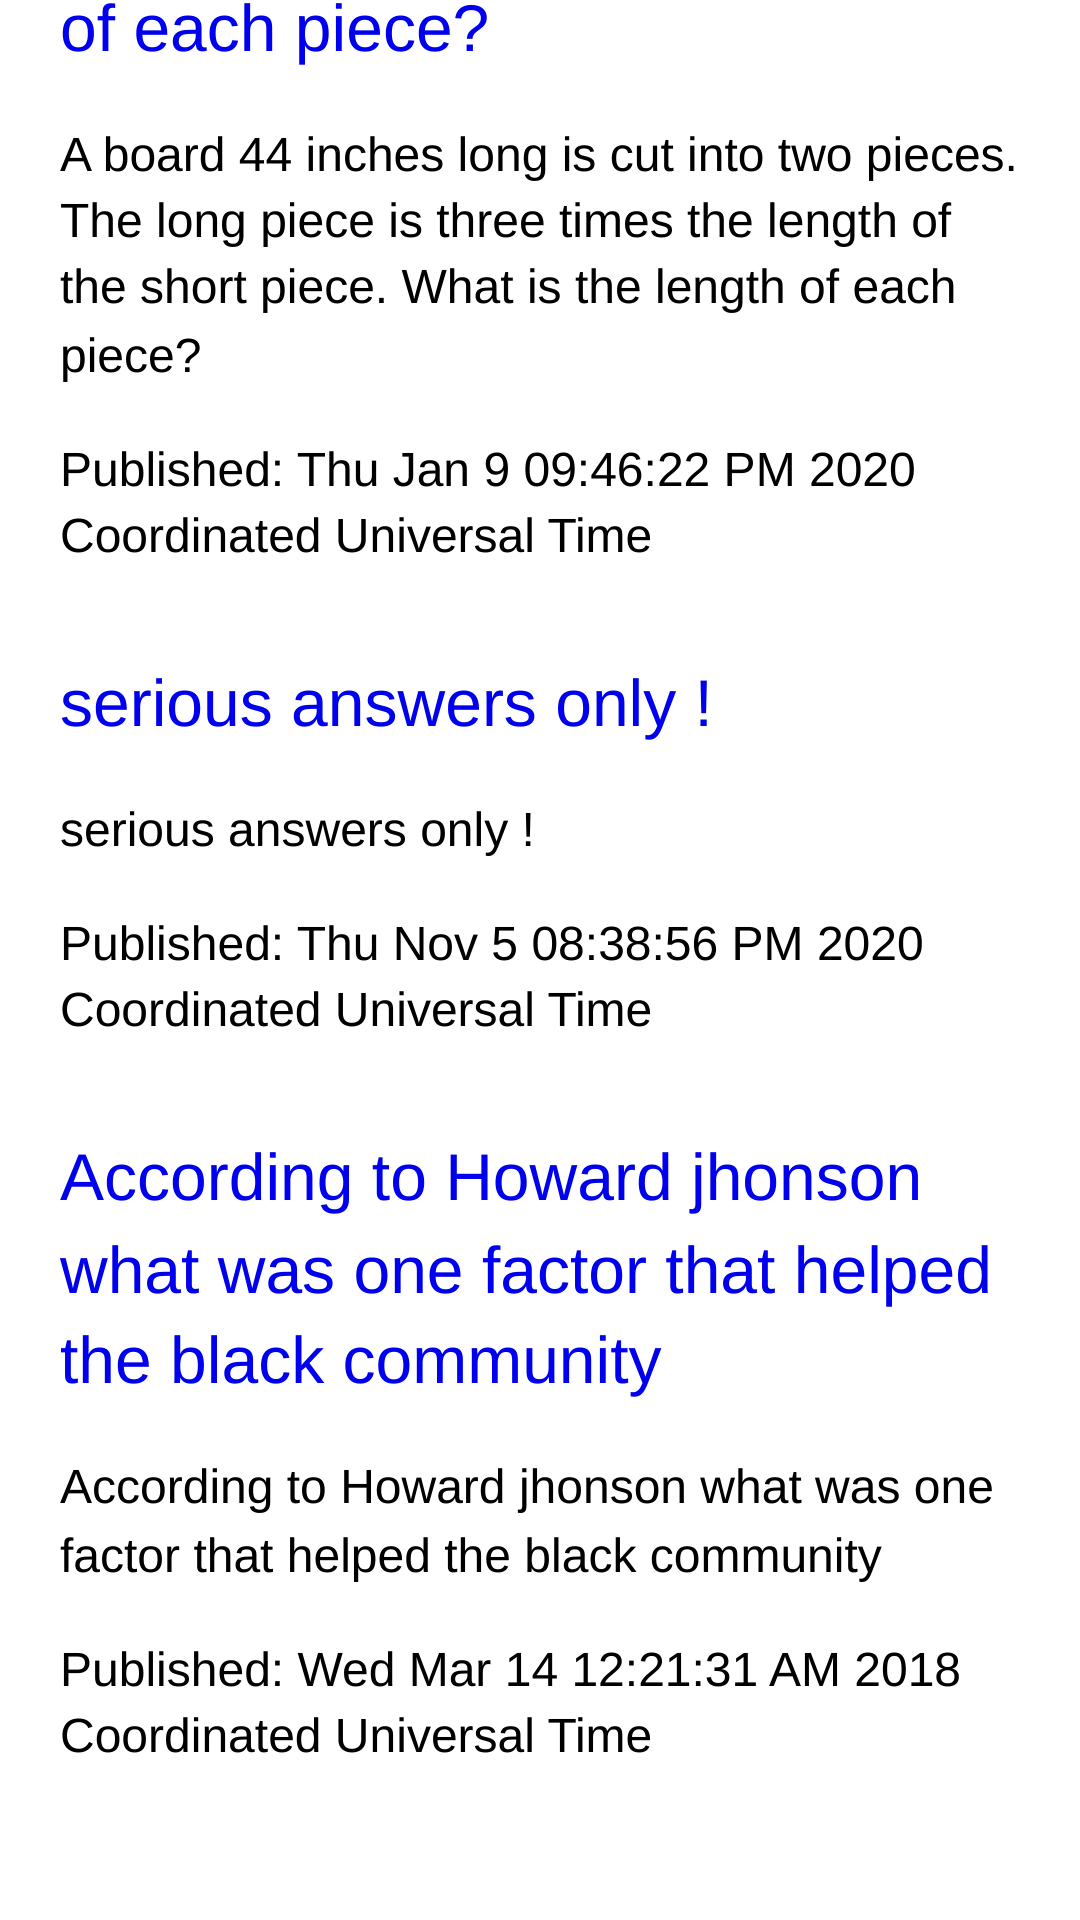 of each piece?
A board 44 inches long is cut into two pieces.
The long piece is three times the length of
the short piece. What is the length of each
piece?
Published: Thu Jan 9 09:46:22 PM 2020
Coordinated Universal Time
serious answers only !
serious answers only !
Published: Thu Nov 5 08:38:56 PM 2020
Coordinated Universal Time
According to Howard jhonson
what was one factor that helped
the black community
According to Howard jhonson what was one
factor that helped the black community
Published: Wed Mar 14 12:21:31 AM 2018
Coordinated Universal Time